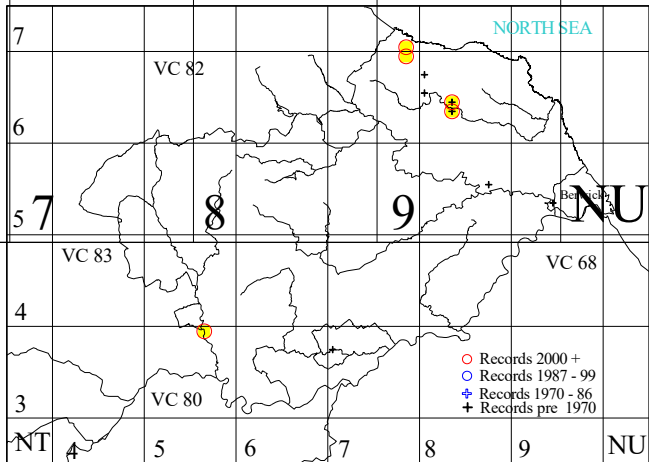 7
NORTH SEA
VC 82
6
7
8
9
Berwick
NU
5
VC 83
VC 68
4
Records 2000 +
Records 1987 - 99
Records 1970 - 86
Records pre 1970
VC 80
3
NT
4
5
6
7
8
9
NU